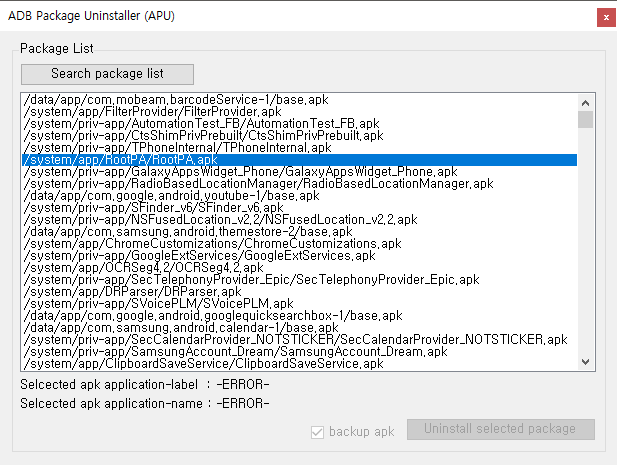 ADB Package Uninstaller (APU)
x
Package List
Search package list
/data/app/com.mobeam.barcodeService-1/base.apk
/system/app/FilterProvider/FilterProvider.apk
/system/priv-app/AutomationTest_FB/AutomationTest_FB.apk
/system/priv-app/CtsShimPrivPrebuilt/CtsShimPrivPrebuilt.apk
/system/priv-app/TPhoneInternal/TPhoneInternal.apk
/system/app/RootPA/RootPA.apk
/system/priv-app/GalaxyAppsWidget_Phone/GalaxyAppsWidget_Phone.apk
/system/priv-app/RadioBasedLocationManager/RadioBasedLocationManager.apk
/data/app/com.google.android.youtube-1/base.apk
/system/priv-app/SFinder_v6/SFinder_v6.apk
/system/priv-app/NSFusedLocation_v2.2/NSFusedLocation_v2.2.apk
/data/app/com.samsung.android.themestore-2/base.apk
/system/app/ChromeCustomizations/ChromeCustomizations.apk
/system/priv-app/GoogleExtServices/GoogleExtServices.apk
/system/app/OCRSeg4.2/OCRSeg4.2.apk
/system/priv-app/SecTelephonyProvider_Epic/SecTelephonyProvider_Epic.apk
/system/app/DRParser/DRParser.apk
/system/app/SVoicePLM/SVoicePLM.apk
/data/app/com.google.android.googlequicksearchbox-1/base.apk
/data/app/com.samsung.android.calendar-1/base.apk
/system/priv-app/SecCalendarProvider_NOTSTICKER/SecCalendarProvider_NOTSTICKER.apk
/system/priv-app/SamsungAccount_Dream/SamsungAccount_Dream.apk
/system/app/ClipboardSaveService/ClipboardSaveService.apk
Selcected apk application-label : -ERROR-
Selcected apk application-name : -ERROR-
backup apk
Uninstall selected package